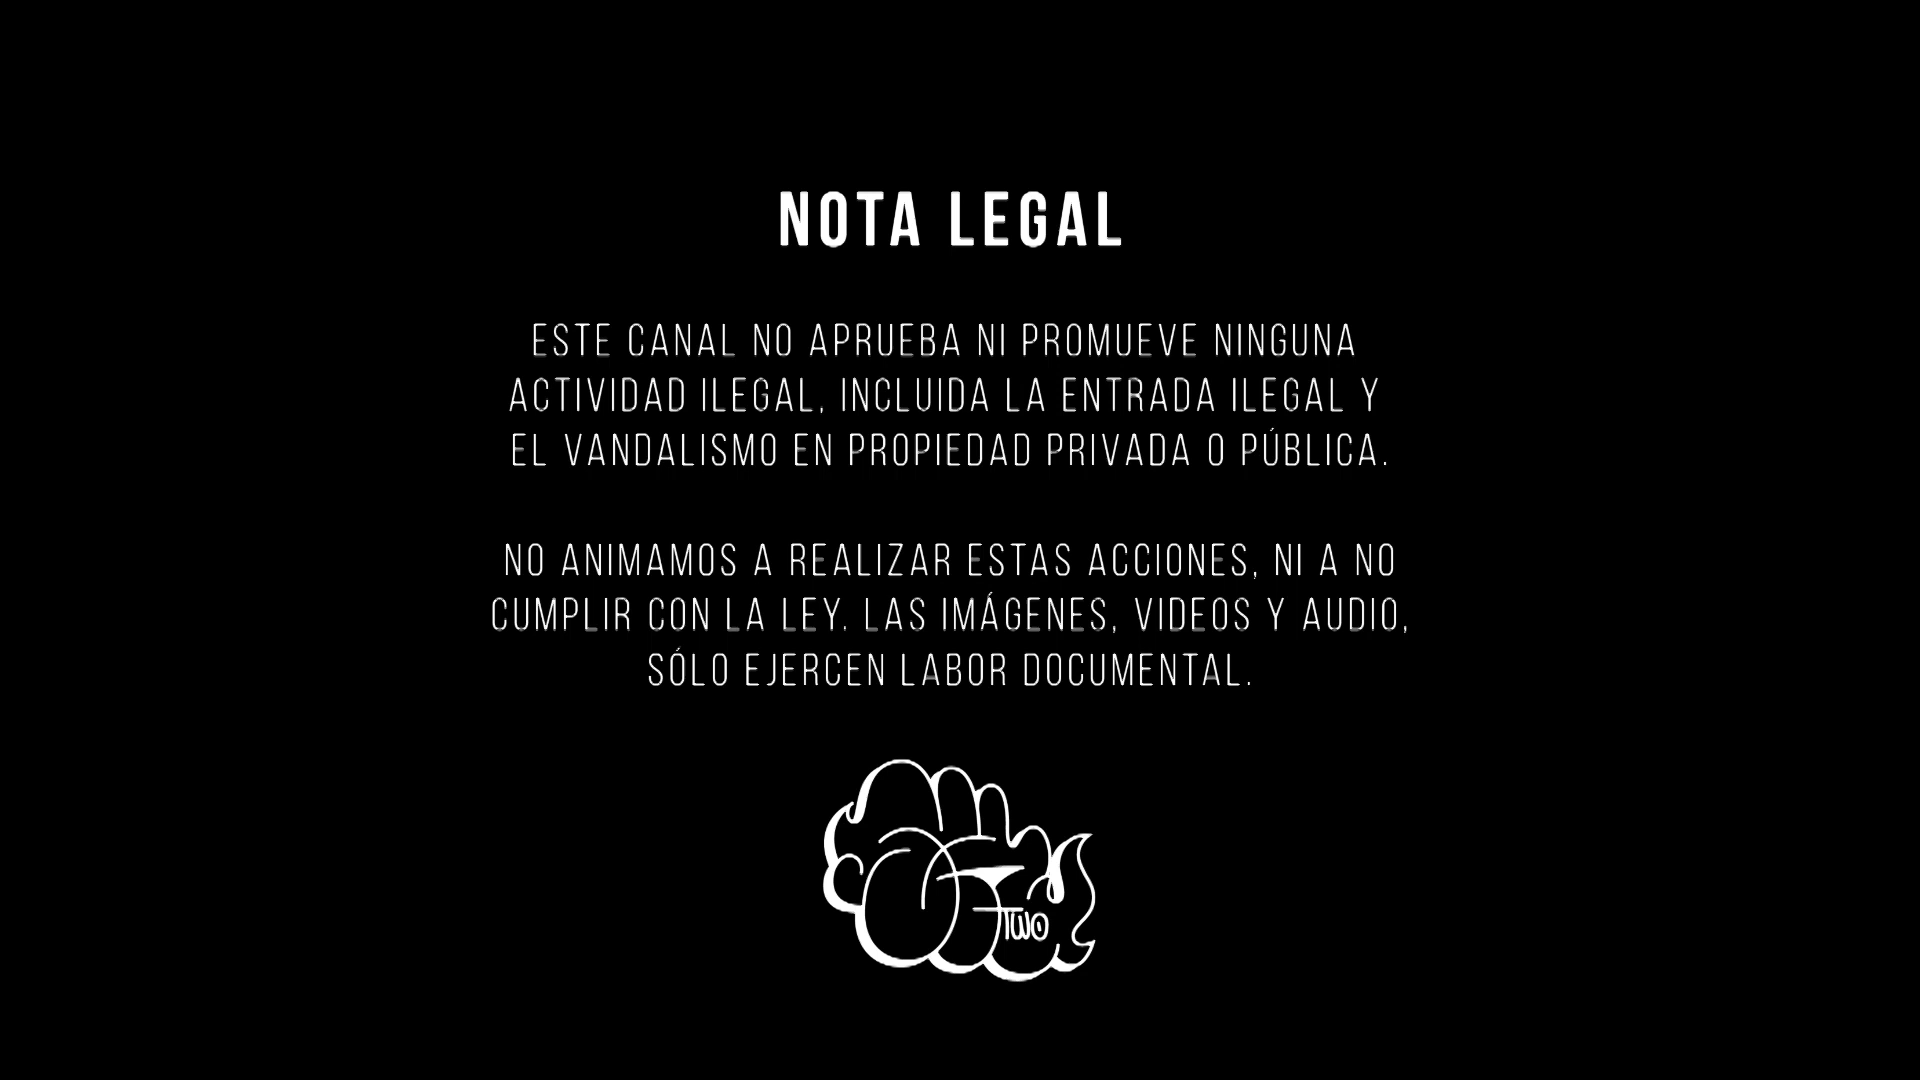 NOTA LEGAL
ESTE CANAL NO APRUEBA NI PROMUEVE NINGUNA
ACTIVIDAD ILEGAL, INCLUIDA LA ENTRADA ILEGAL Y
EL VANDALISMO EN PROPIEDAD PRIVADA O PÚBLICA.
NO ANIMAMOS A REALIZAR ESTAS ACCIONES, NI A NO
CUMPLIR CON LA LEY. LAS IMÁGENES, VIDEOS Y AUDIO,
SÓLO EJERCEN LABOR DOCUMENTAL.
TWO